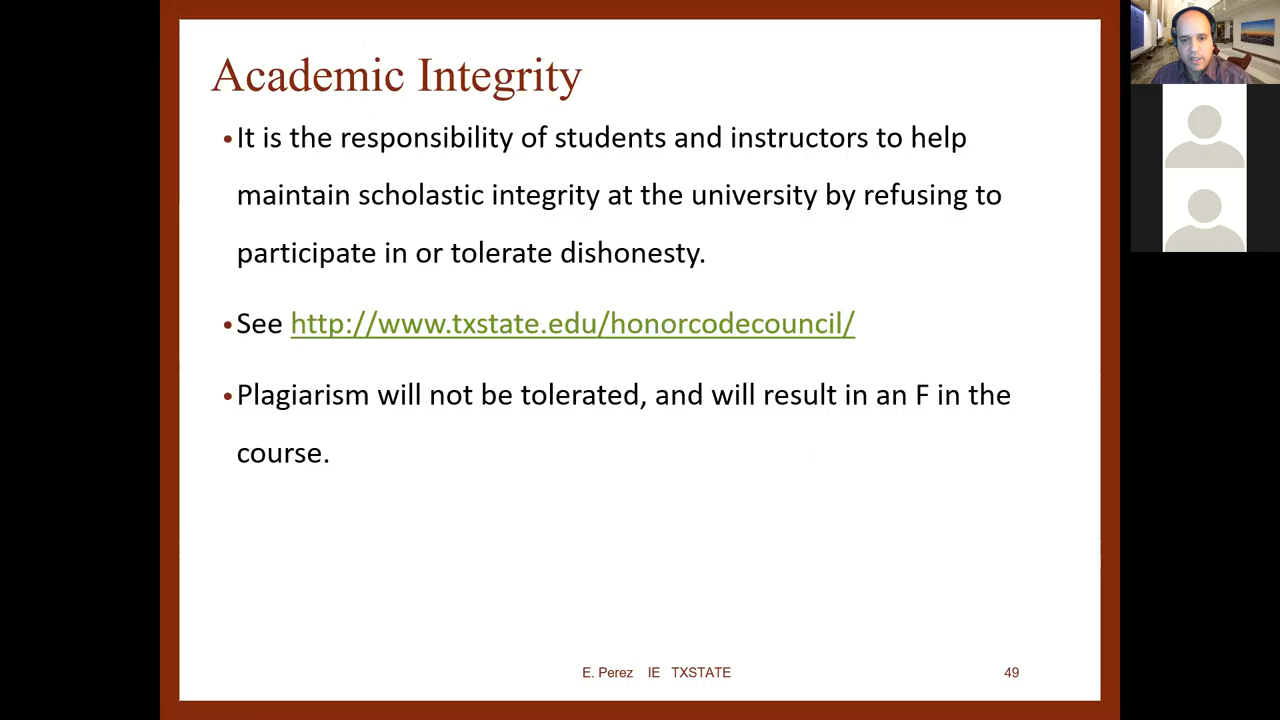 Academic Integrity
•It is the responsibility of students and instructors to help
maintain scholastic integrity at the university by refusing to
participate in or tolerate dishonesty.
•See http://www.txstate.edu/honorcodecouncil/
•Plagiarism will not be tolerated, and will result in an F in the
course.
E. Perez IE TXSTATE 49